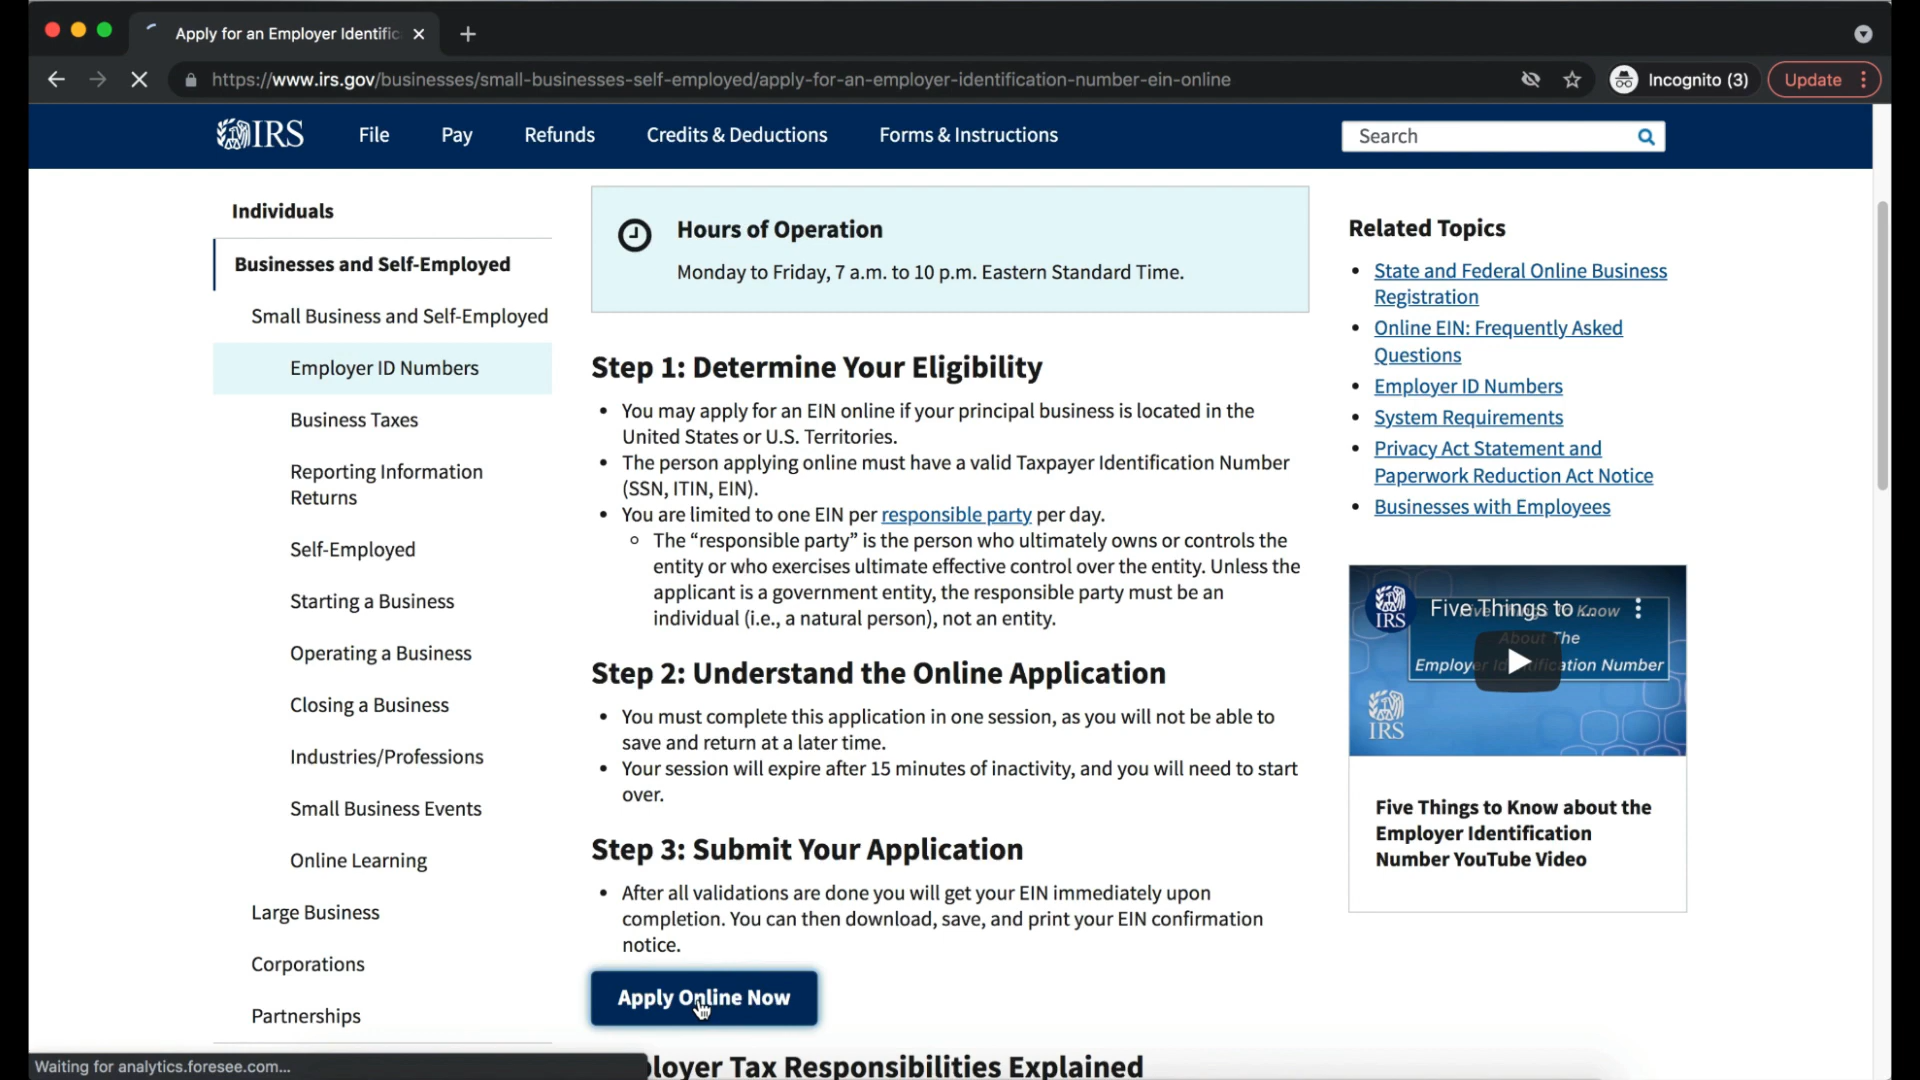 Apply for an Employer Identific
https://www.irs.gov/businesses/small-businesses-self-employed/apply-for-an-employer-identification-number-ein-online
Incognito (3)
Update
IRS
File
Pay
Refunds
Credits & Deductions
Forms & Instructions
Search
Individuals
Businesses and Self-Employed
Small Business and Self-Employed
Employer ID Numbers
Business Taxes
Reporting Information
Returns
Self-Employed
Starting a Business
Operating a Business
Closing a Business
Industries/Professions
Small Business Events
Online Learning
Large Business
Corporations
Partnerships
Hours of Operation
Monday to Friday, 7 a.m. to 10 p.m. Eastern Standard Time.
Step 1: Determine Your Eligibility
• You may apply for an EIN online if your principal business is located in the
United States or U.S. Territories.
• The person applying online must have a valid Taxpayer Identification Number
(SSN, ITIN, EIN).
• You are limited to one EIN per responsible party per day.
The “responsible party” is the person who ultimately owns or controls the
entity or who exercises ultimate effective control over the entity. Unless the
applicant is a government entity, the responsible party must be an
individual (i.e., a natural person), not an entity.
Step 2: Understand the Online Application
• You must complete this application in one session, as you will not be able to
save and return at a later time.
• Your session will expire after 15 minutes of inactivity, and you will need to start
over.
Step 3: Submit Your Application
• After all validations are done you will get your EIN immediately upon
completion. You can then download, save, and print your EIN confirmation
notice.
Apply Online Now
ployer Tax Responsibilities Explained
Related Topics
• State and Federal Online Business
Registration
• Online EIN: Frequently Asked
Questions
• Employer ID Numbers
• System Requirements
• Privacy Act Statement and
Paperwork Reduction Act Notice
• Businesses with Employees
IRS
Five Things to ...
Five Things To Know
About The
Employer Identification Number
IRS
Five Things to Know about the
Employer Identification
Number YouTube Video
Waiting for analytics.foresee.com...